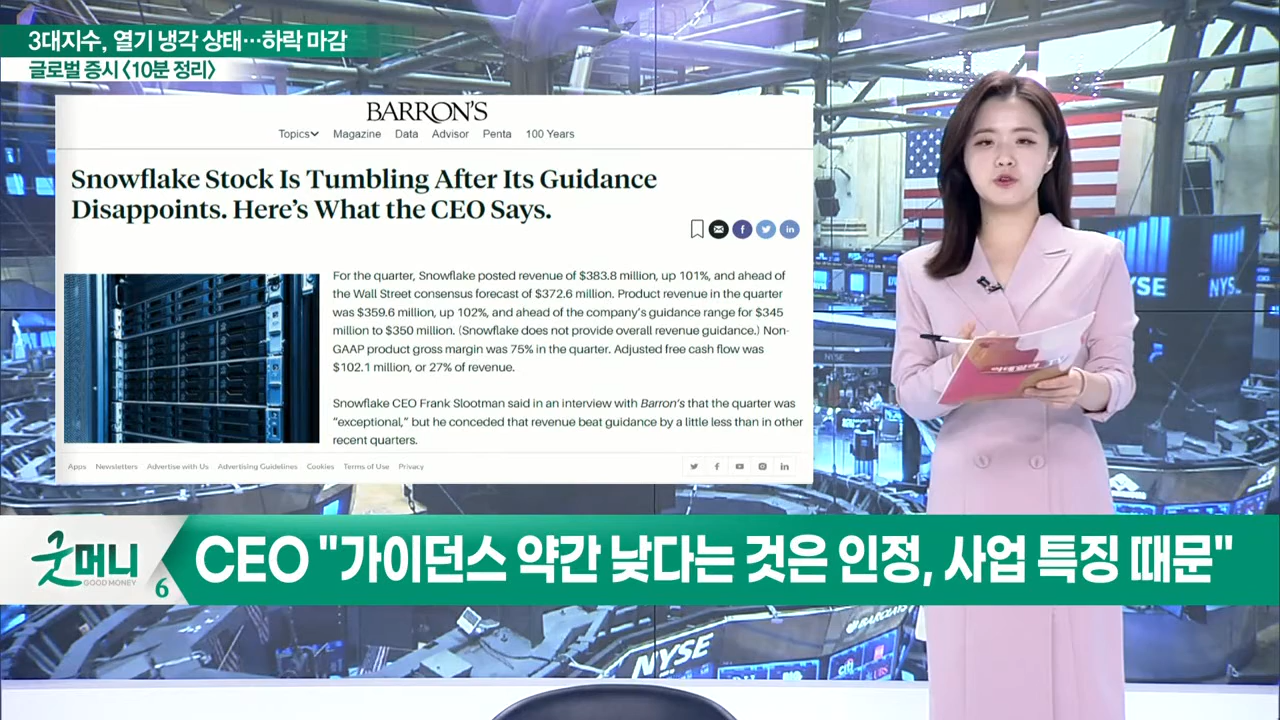 3대지수, 열기 냉각 상태…하락 마감
글로벌 증시 <10분 정리>
BARRON'S
Topics Magazine Data Advisor Penta 100 Years
Snowflake Stock Is Tumbling After Its Guidance
Disappoints. Here's What the CEO Says.
For the quarter, Snowflake posted revenue of $383.8 million, up 101%, and ahead of
the Wall Street consensus forecast of $372.6 million. Product revenue in the quarter
was $359.6 million, up 102%, and ahead of the company's guidance range for $345
million to $350 million. (Snowflake does not provide overall revenue guidance.) Non-
GAAP product gross margin was 75% in the quarter. Adjusted free cash flow was
$102.1 million, or 27% of revenue.
Snowflake CEO Frank Slootman said in an interview with Barron's that the quarter was
"exceptional," but he conceded that revenue beat guidance by a little less than in other
recent quarters.
Apps Newsletters Advertise with Us Advertising Guidelines Cookies Terms of Use Privacy
NYSE
NYS
NYSE
굿머니
GOOD MONEY
6
CEO "가이던스 약간 낮다는 것은 인정, 사업 특징 때문"
BARCLAYS
NYSE
citi